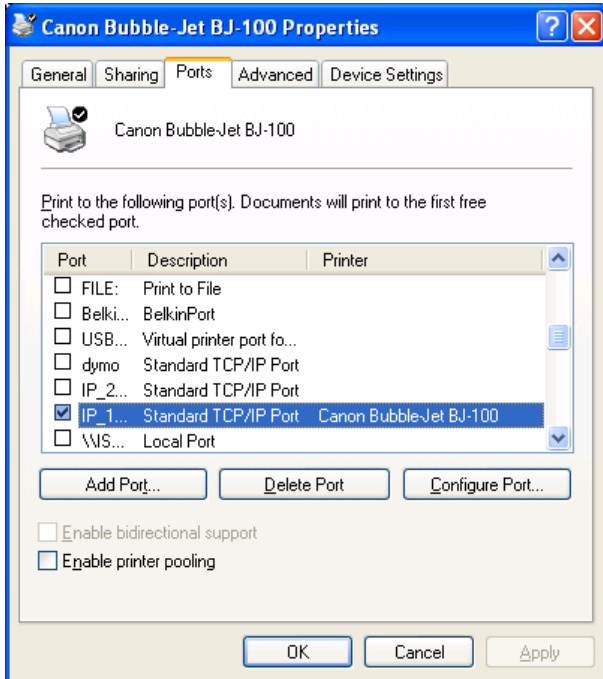 Canon Bubble-Jet BJ-100 Properties
General Sharing Ports Advanced Device Settings
Canon Bubble-Jet BJ-100
Print to the following port(s). Documents will print to the first free
checked port.
Port Description Printer
FILE: Print to File
Belki... BelkinPort
USB... Virtual printer port fo...
dymo Standard TCP/IP Port
IP_2... Standard TCP/IP Port
IP_1... Standard TCP/IP Port Canon Bubble-Jet BJ-100
\\IS... Local Port
Add Port... Delete Port Configure Port...
Enable bidirectional support
Enable printer pooling
OK Cancel Apply